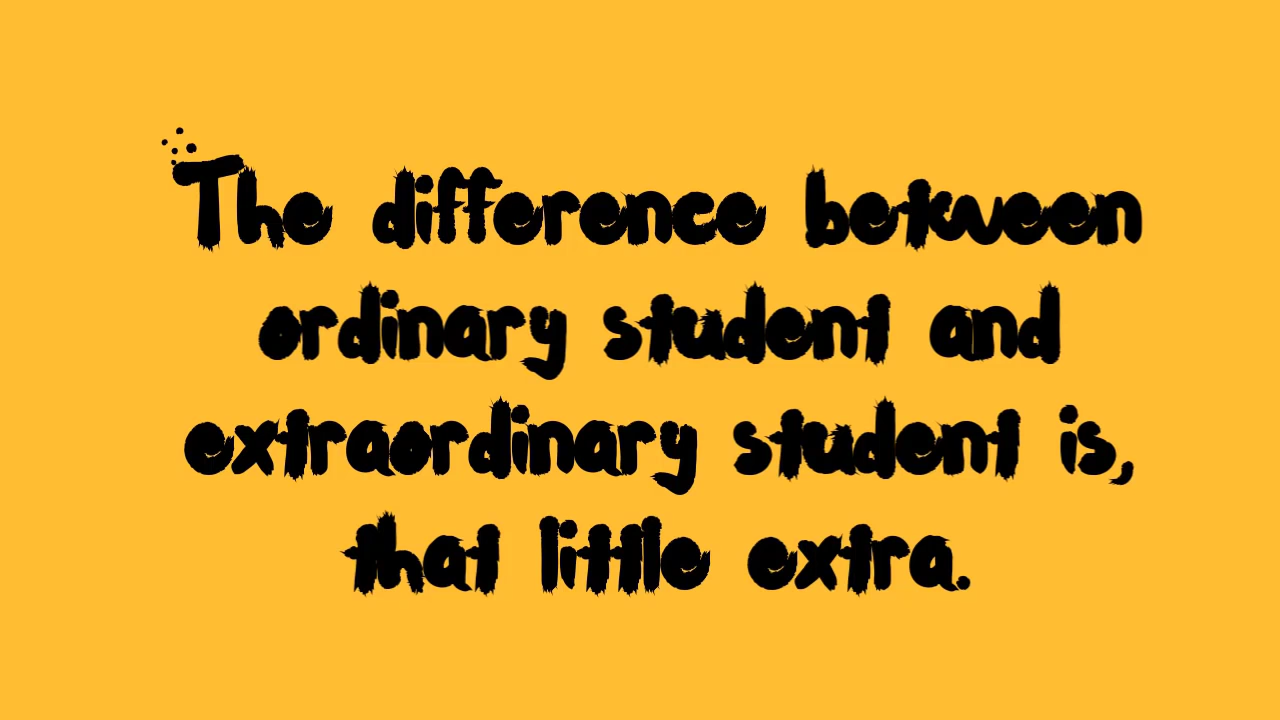 The difference between
ordinary student and
extraordinary student is,
that little extra.